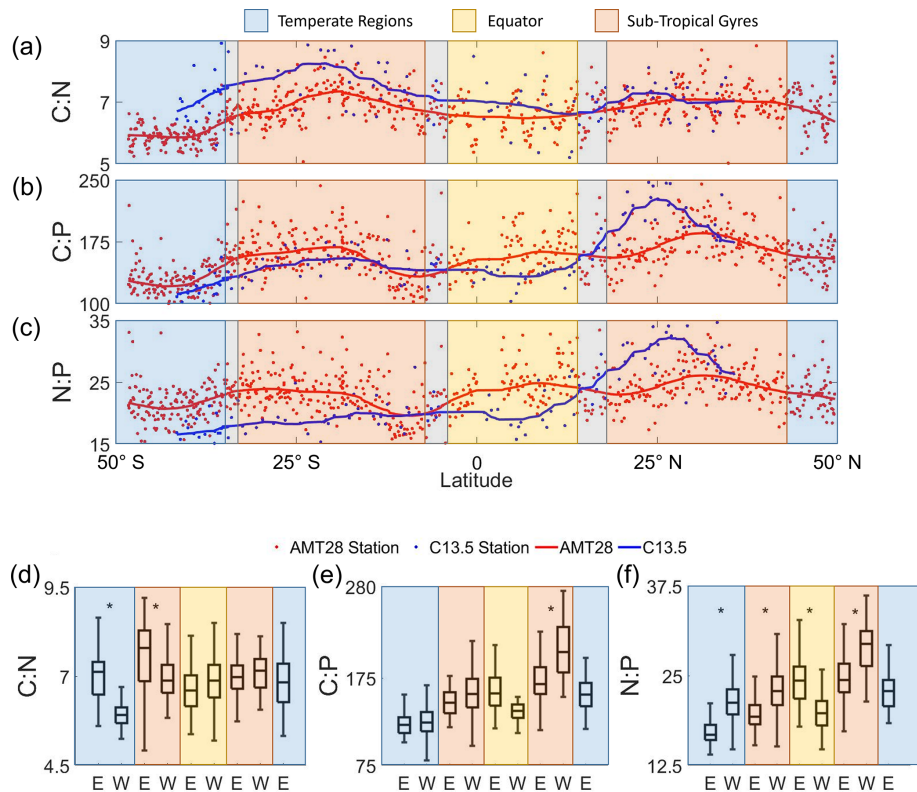 Temperate Regions Equator Sub-Tropical Gyres
(a)
9
7
5
C:N
(b)
250
175
100
C:P
(c)
35
25
15
N:P
50° S 25° S 0 25° N 50° N
Latitude
AMT28 Station C13.5 Station AMT28 C13.5
(d) (e) (f)
9.5
7
4.5
C:N
* *
E W E W E W E W E
280
175
75
C:P
*
E W E W E W E W E
37.5
25
12.5
N:P
* * * *
E W E W E W E W E